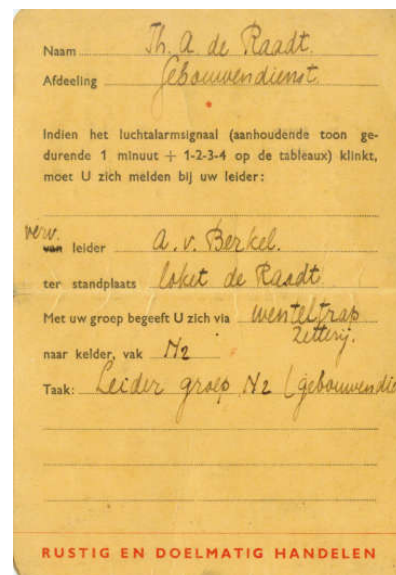 Naam Th. A. de Raadt.
Afdeeling Gebouwendienst.
Indien het luchtalarmsignaal (aanhoudende toon ge-
durende 1 minuut + 1-2-3-4 op de tableaux) klinkt,
moet U zich melden bij uw leider:
verv.
van leider A. v. Berkel.
ter standplaats loket de Raadt
Met uw groep begeeft U zich via wenteltrap
Zetterij.
naar kelder, vak N2
Taak: Leider groep N2 (gebouwendie
RUSTIG EN DOELMATIG HANDELEN